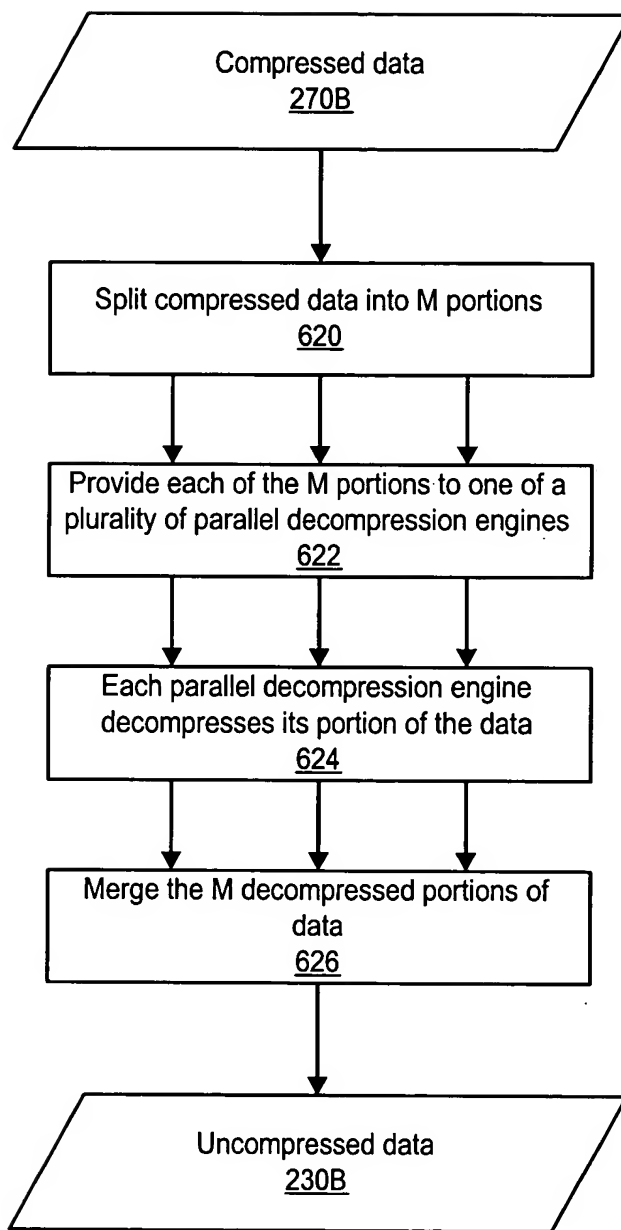 Compressed data
270B
Split compressed data into M portions
620
Provide each of the M portions to one of a
plurality of parallel decompression engines
622
Each parallel decompression engine
decompresses its portion of the data
624
Merge the M decompressed portions of
data
626
Uncompressed data
230B